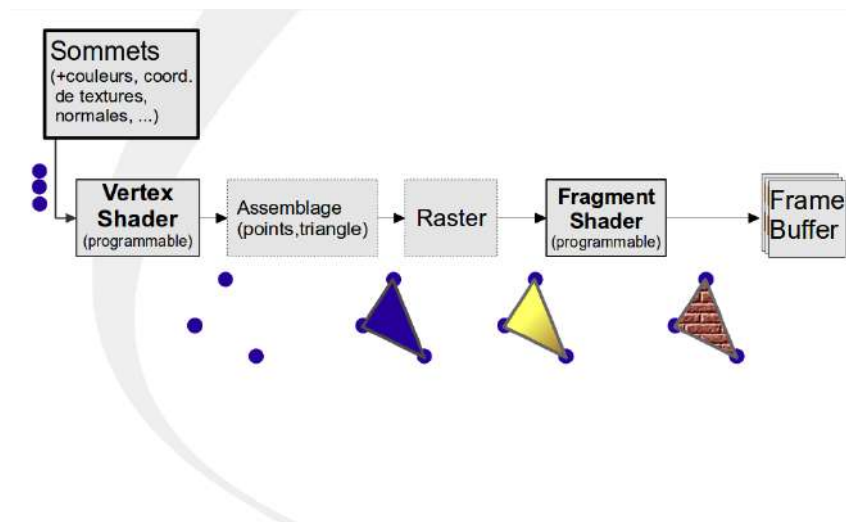 Sommets
(+couleurs, coord.
de textures,
normales, ...)
Vertex
Shader
(programmable)
Assemblage
(points,triangle)
Raster
Fragment
Shader
(programmable)
Frame
Buffer